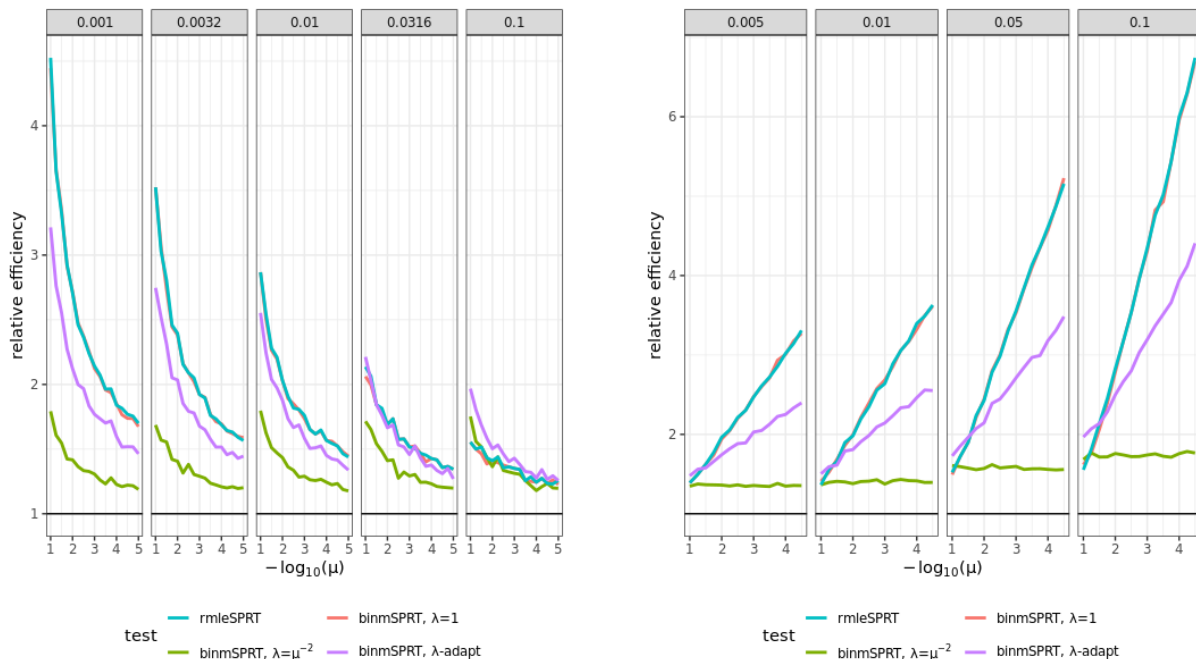 0.001 0.0032 0.01 0.0316 0.1
4
3
2
1
relative efficiency
1 2 3 4 5 1 2 3 4 5 1 2 3 4 5 1 2 3 4 5 1 2 3 4 5
−log₁₀(μ)
test
rmleSPRT binmSPRT, λ=1
binmSPRT, λ=μ⁻² binmSPRT, λ-adapt
0.005 0.01 0.05 0.1
6
4
2
relative efficiency
1 2 3 4 1 2 3 4 1 2 3 4 1 2 3 4
−log₁₀(μ)
test
rmleSPRT binmSPRT, λ=1
binmSPRT, λ=μ⁻² binmSPRT, λ-adapt